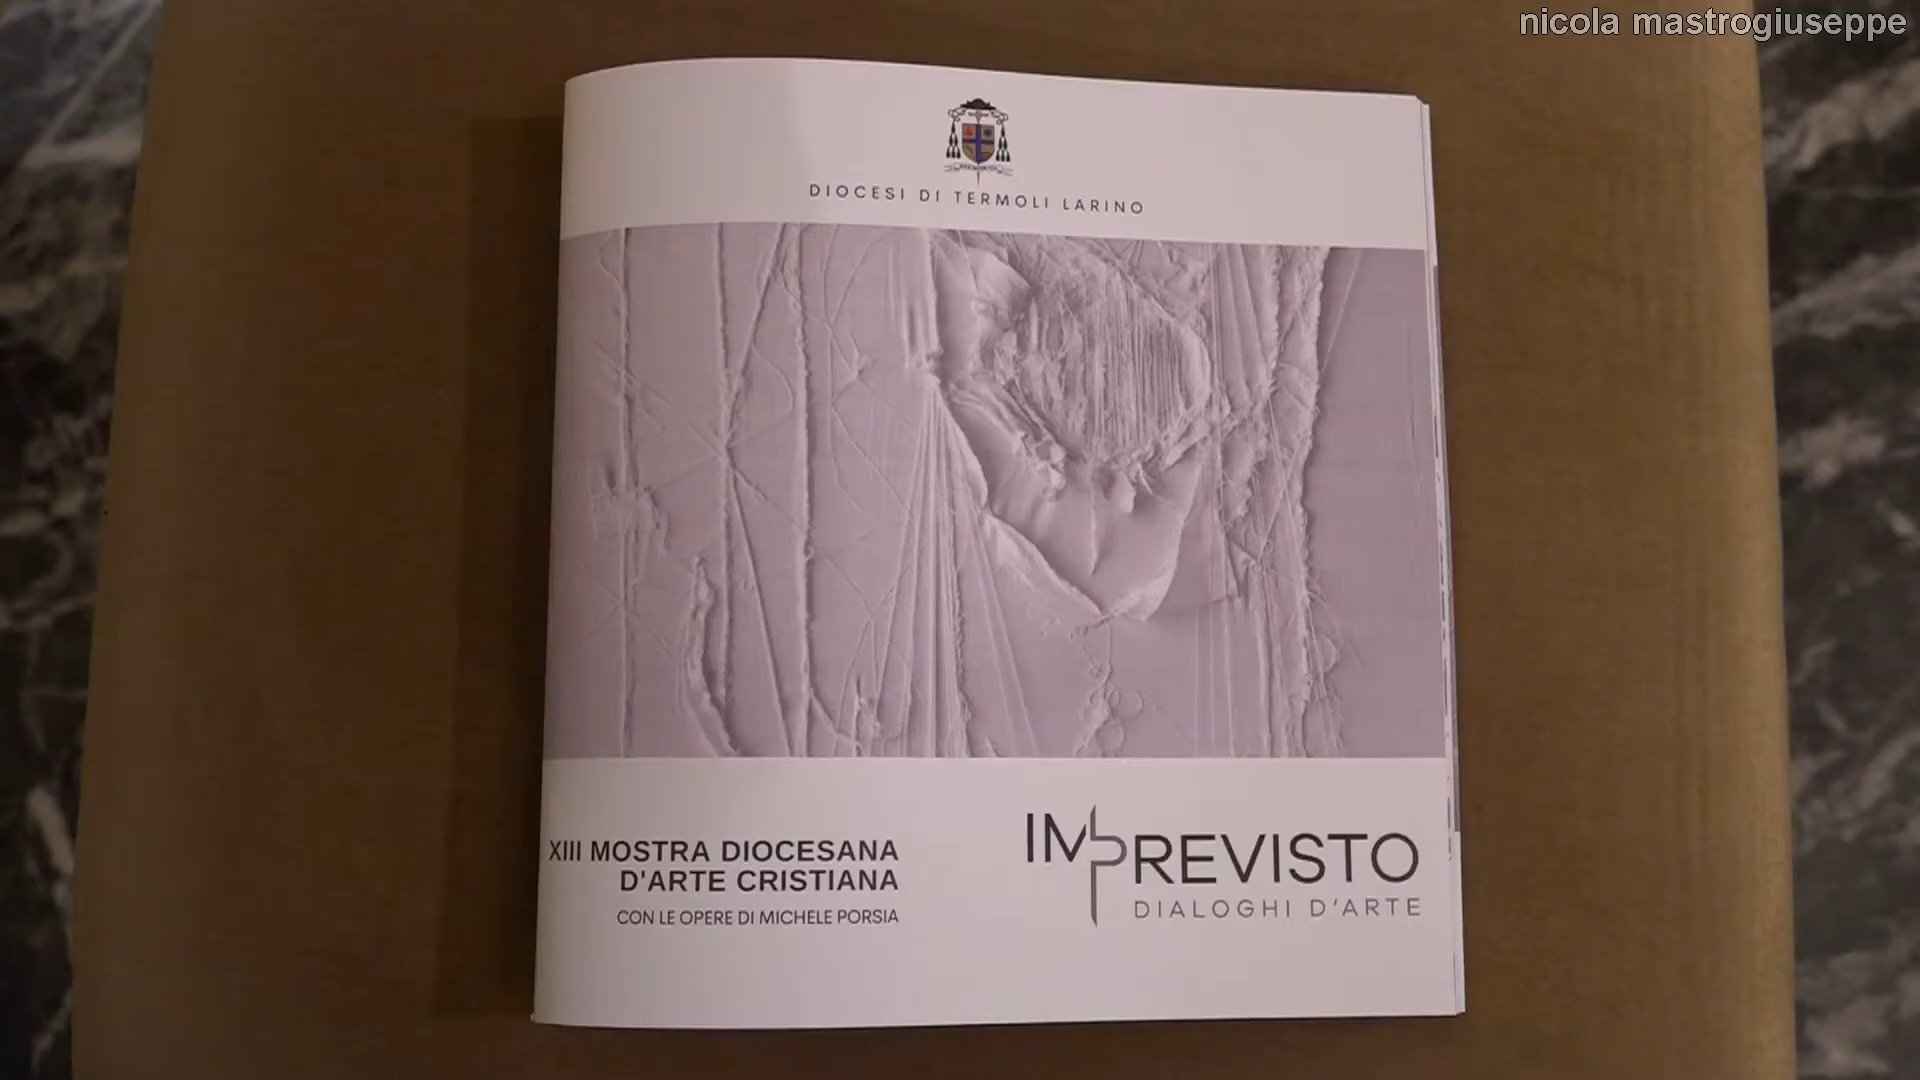 nicola mastrogiuseppe
DIOCESI DI TERMOLI LARINO
XIII MOSTRA DIOCESANA
D'ARTE CRISTIANA
CON LE OPERE DI MICHELE PORSIA
IMPREVISTO
DIALOGHI D'ARTE